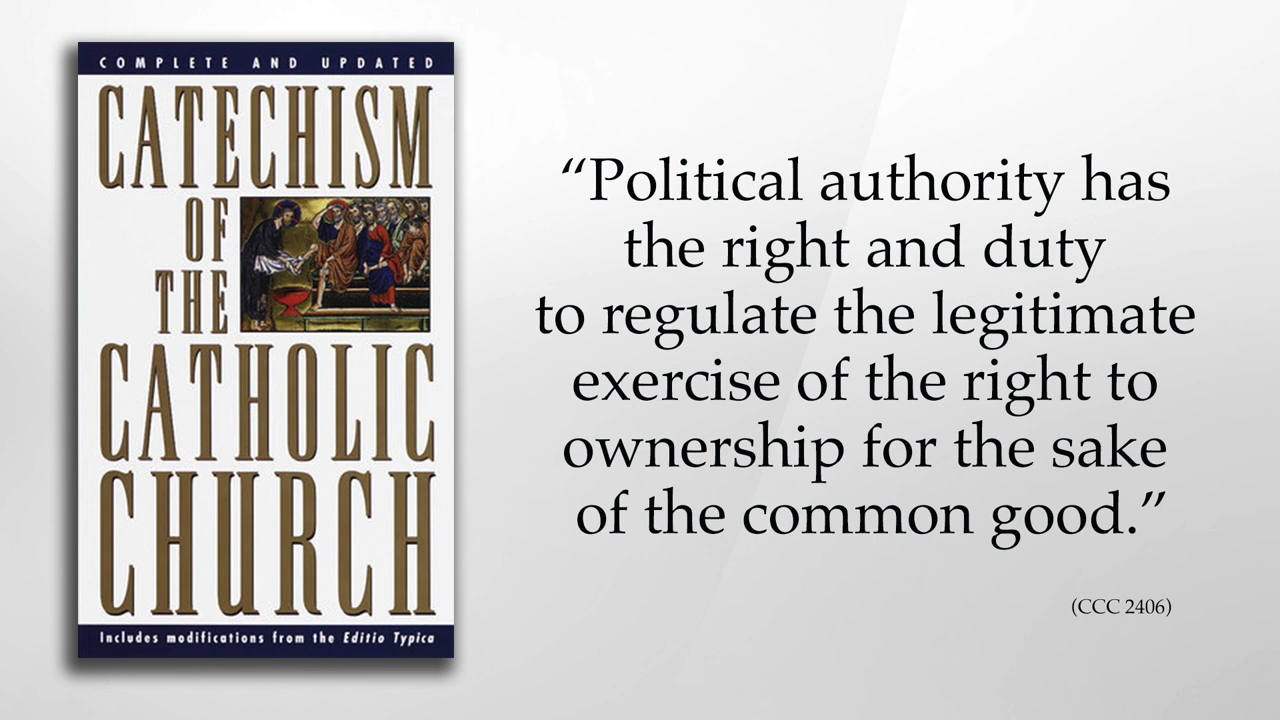 COMPLETE AND UPDATED
CATECHISM
OF
THE
CATHOLIC
CHURCH
Includes modifications from the Editio Typica
“Political authority has
the right and duty
to regulate the legitimate
exercise of the right to
ownership for the sake
of the common good.”
(CCC 2406)